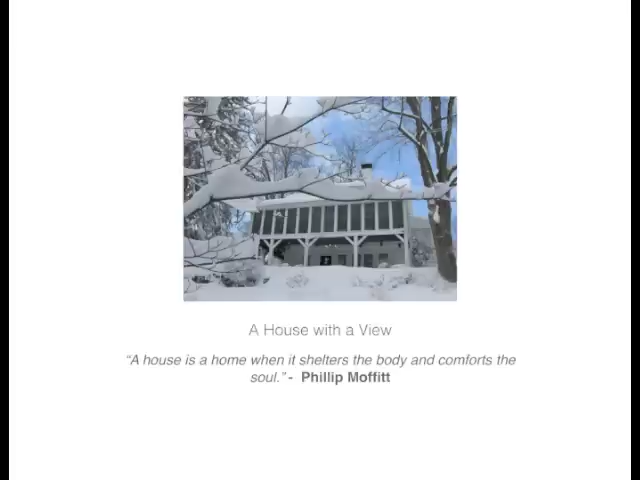 A House with a View
“A house is a home when it shelters the body and comforts the
soul.” - Phillip Moffitt